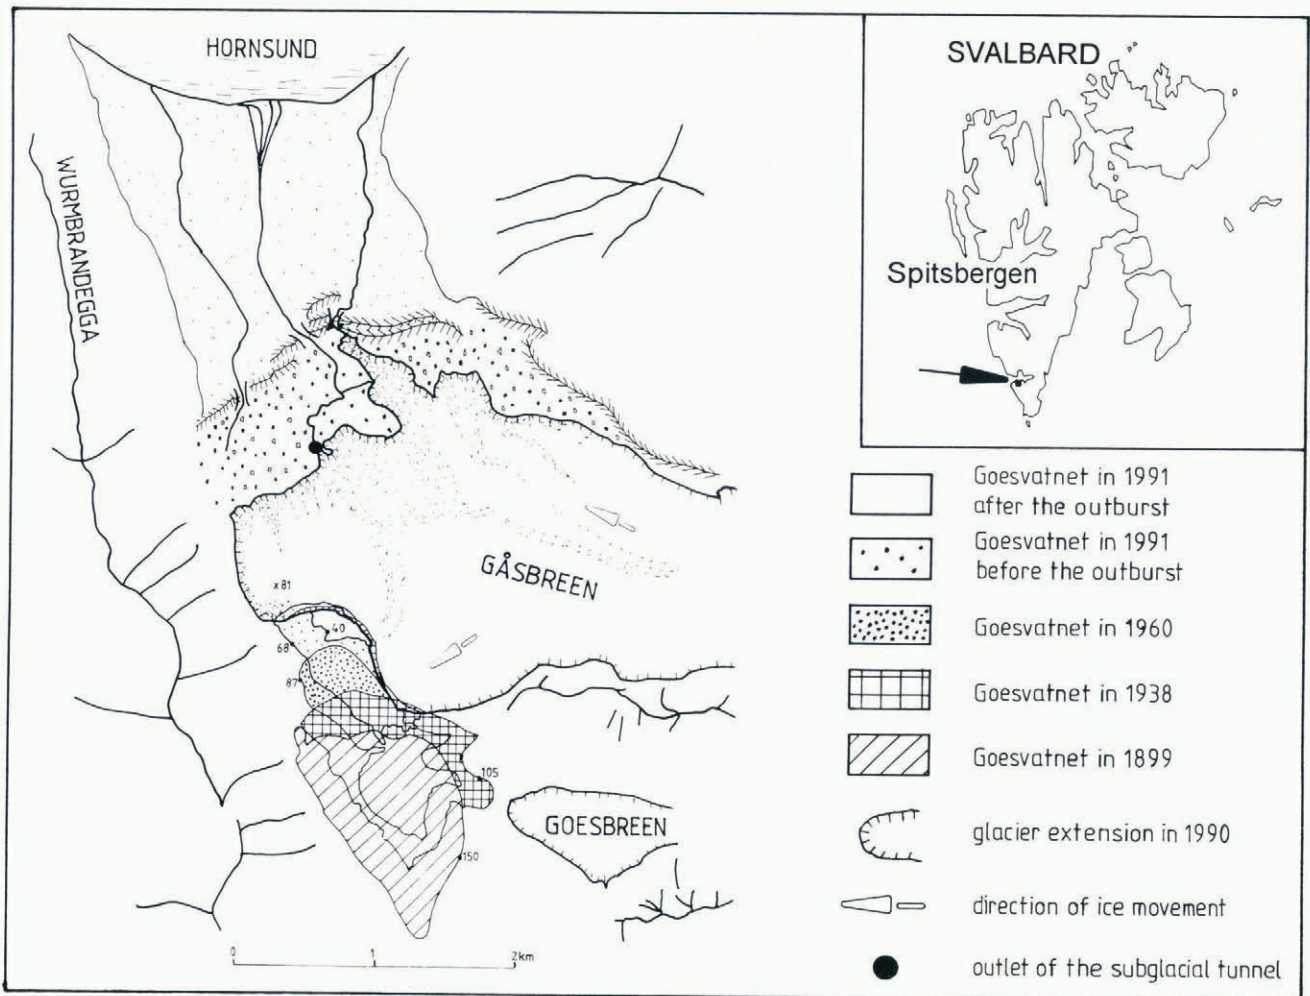 HORNSUND
WURMBRANDEGGA
GÅSBREEN
x 81
40
68
87
105
GOESBREEN
150
0 1 2km
SVALBARD
Spitsbergen
Goesvatnet in 1991
after the outburst
Goesvatnet in 1991
before the outburst
Goesvatnet in 1960
Goesvatnet in 1938
Goesvatnet in 1899
glacier extension in 1990
direction of ice movement
outlet of the subglacial tunnel